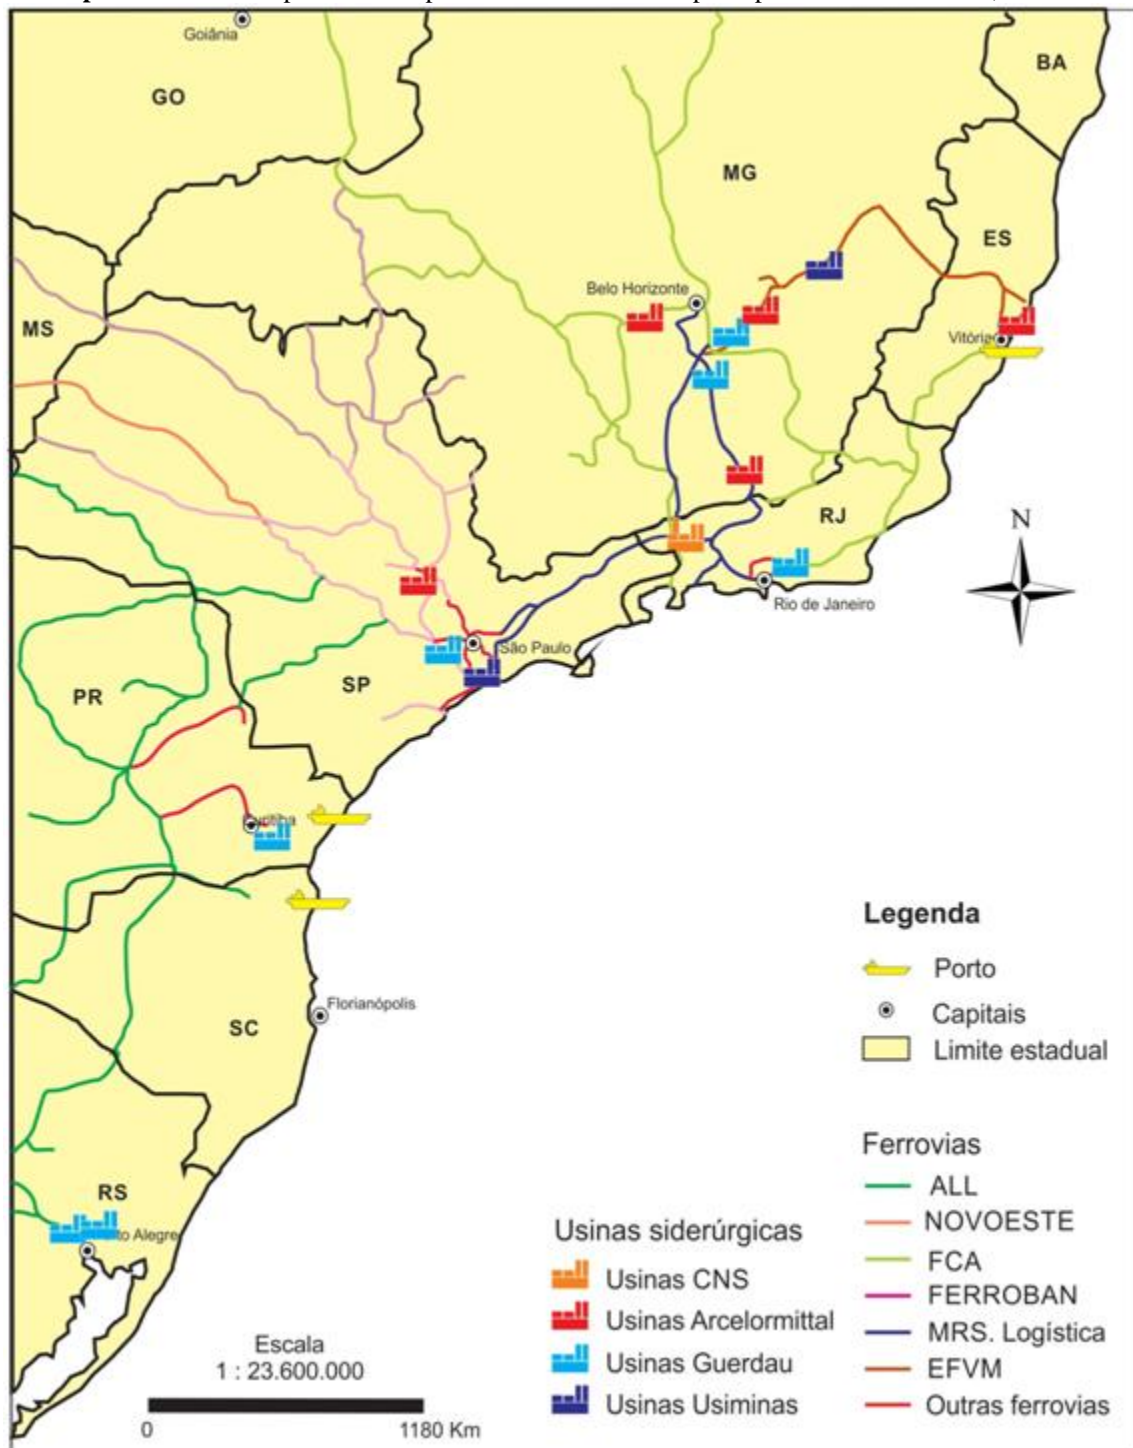 Goiânia
GO
BA
MG
ES
Belo Horizonte
MS
Vitória
RJ
N
Rio de Janeiro
São Paulo
SP
PR
Curitiba
Legenda
Porto
Capitais
Limite estadual
Florianópolis
SC
Ferrovias
ALL
NOVOESTE
FCA
FERROBAN
MRS. Logística
EFVM
Outras ferrovias
RS
Alegre
Usinas siderúrgicas
Usinas CNS
Usinas Arcelormittal
Usinas Guerdau
Usinas Usiminas
Escala
1 : 23.600.000
0 1180 Km